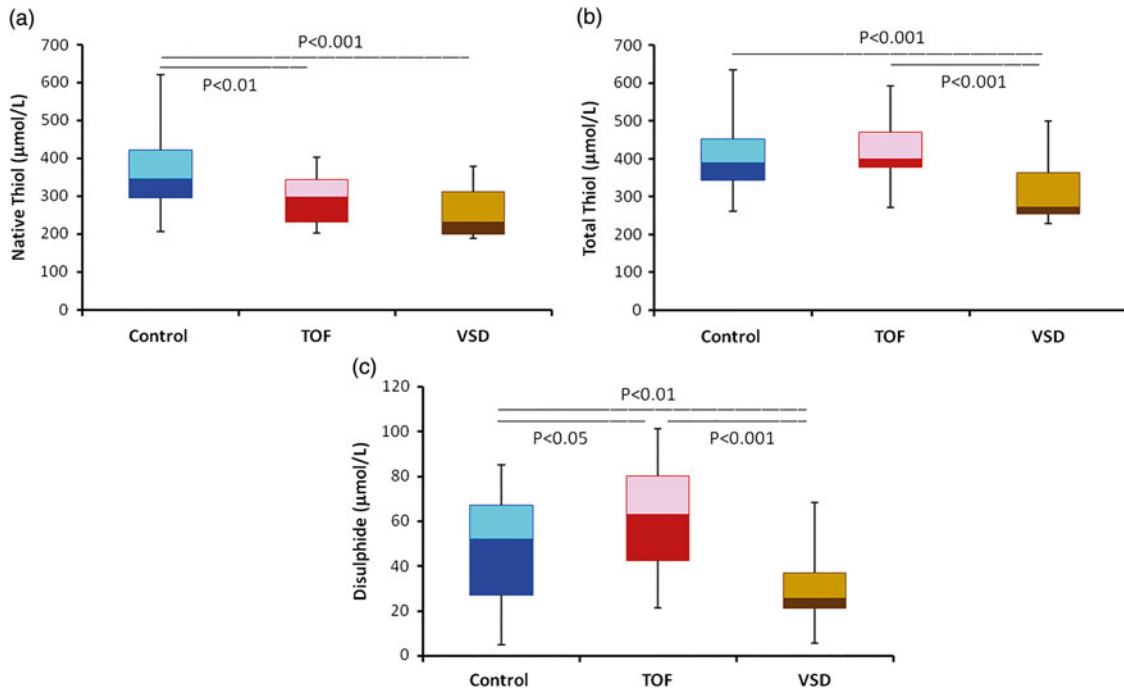 (a)
P<0.001
P<0.01
Native Thiol (µmol/L)
700
600
500
400
300
200
100
0
Control TOF VSD
(b)
P<0.001
P<0.001
Total Thiol (µmol/L)
700
600
500
400
300
200
100
0
Control TOF VSD
(c)
P<0.01
P<0.05 P<0.001
Disulphide (µmol/L)
120
100
80
60
40
20
0
Control TOF VSD